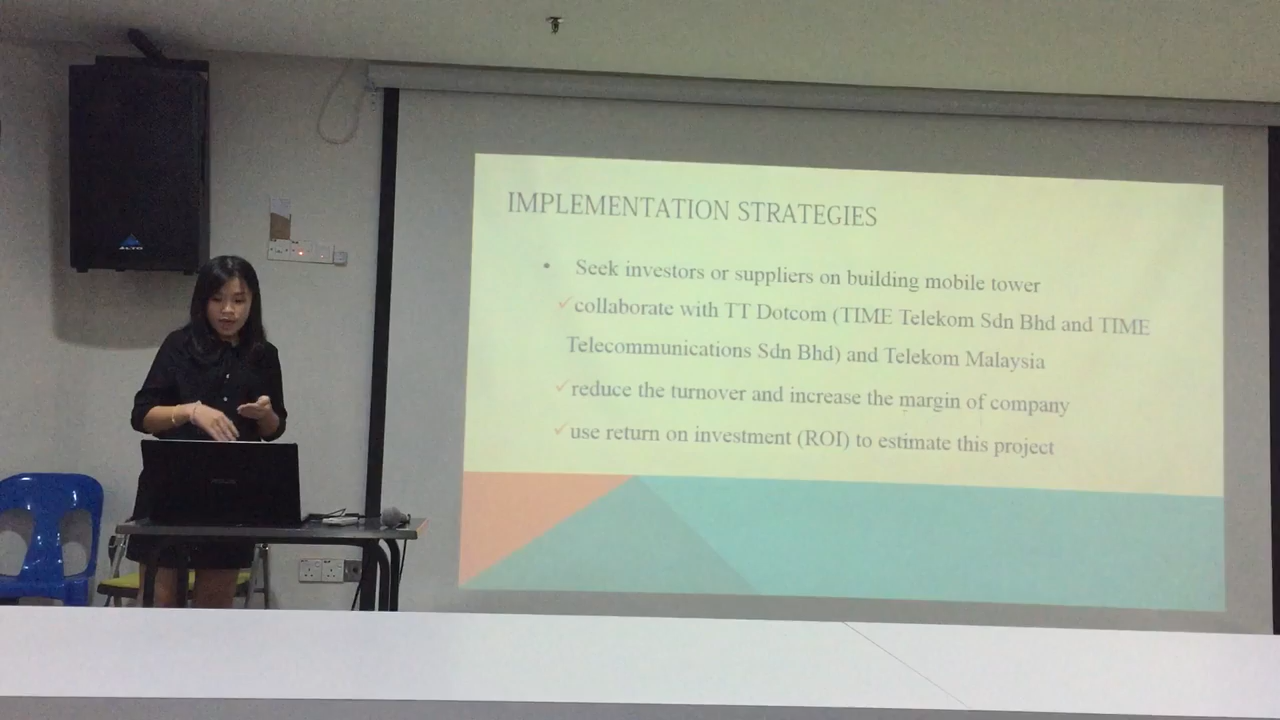 ALTO
IMPLEMENTATION STRATEGIES
• Seek investors or suppliers on building mobile tower
✓collaborate with TT Dotcom (TIME Telekom Sdn Bhd and TIME
Telecommunications Sdn Bhd) and Telekom Malaysia
✓reduce the turnover and increase the margin of company
✓use return on investment (ROI) to estimate this project